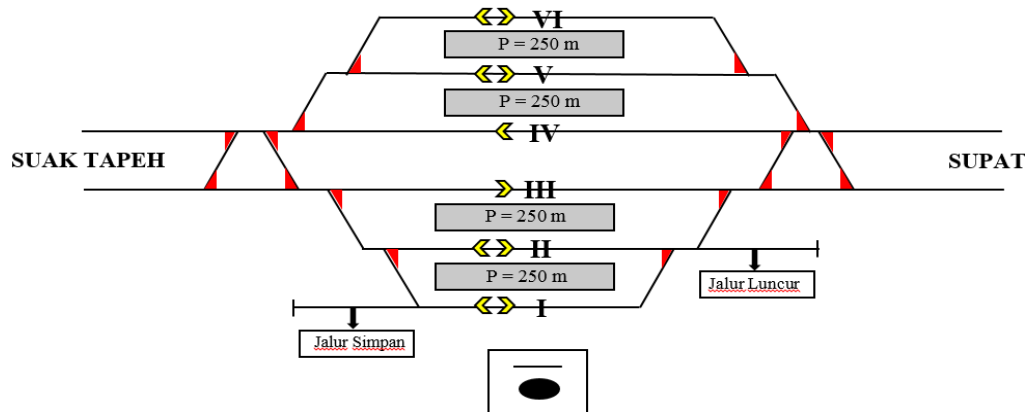 VI
P = 250 m
V
P = 250 m
IV
SUAK TAPEH
SUPAT
III
P = 250 m
II
P = 250 m
Jalur Luncur
I
Jalur Simpan